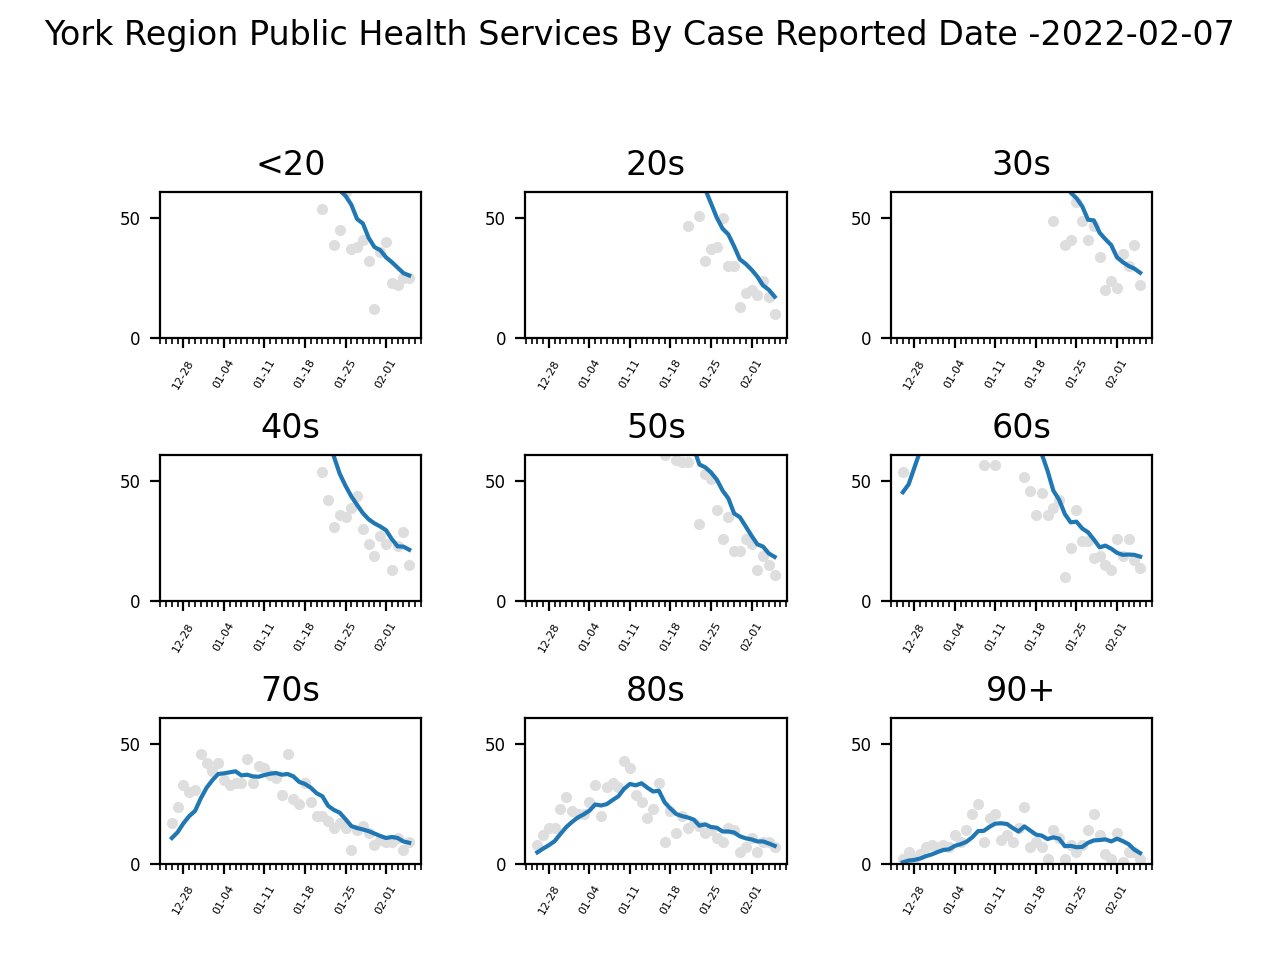 York Region Public Health Services By Case Reported Date -2022-02-07
<20 20s 30s
50 50 50
0 0 0
12-28 01-04 01-11 01-18 01-25 02-01 12-28 01-04 01-11 01-18 01-25 02-01 12-28 01-04 01-11 01-18 01-25 02-01
40s 50s 60s
50 50 50
0 0 0
12-28 01-04 01-11 01-18 01-25 02-01 12-28 01-04 01-11 01-18 01-25 02-01 12-28 01-04 01-11 01-18 01-25 02-01
70s 80s 90+
50 50 50
0 0 0
12-28 01-04 01-11 01-18 01-25 02-01 12-28 01-04 01-11 01-18 01-25 02-01 12-28 01-04 01-11 01-18 01-25 02-01